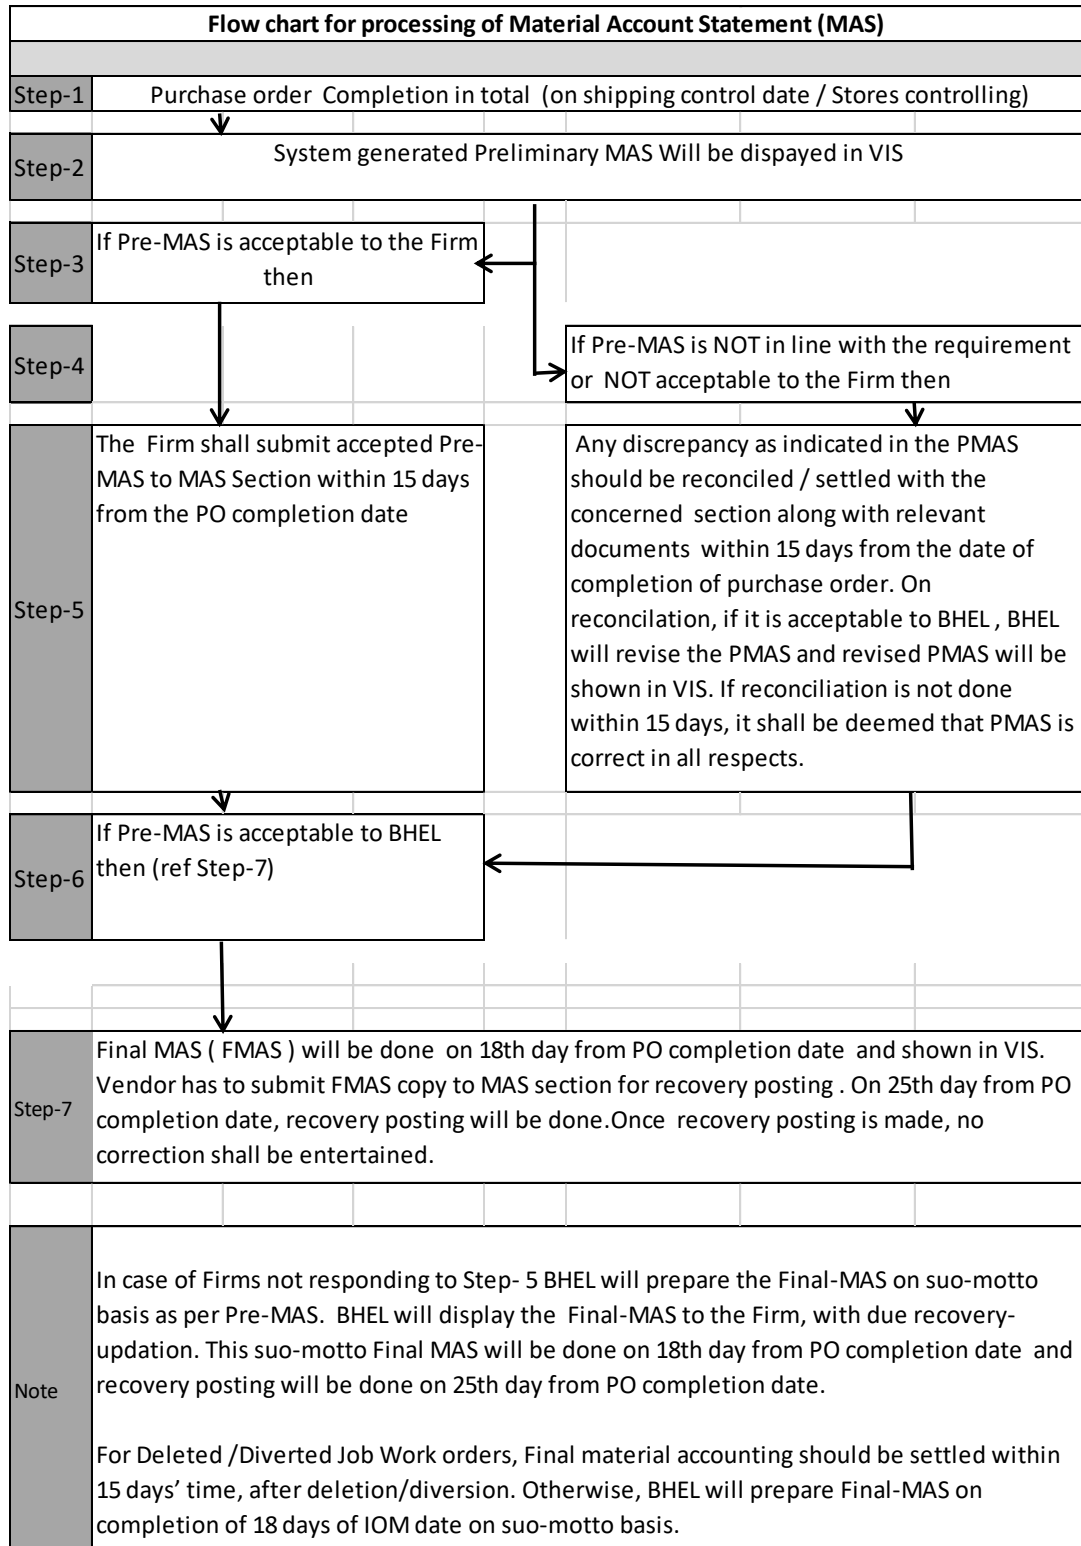 Flow chart for processing of Material Account Statement (MAS)
Step-1
Purchase order Completion in total (on shipping control date / Stores controlling)
Step-2
System generated Preliminary MAS Will be dispayed in VIS
Step-3
If Pre-MAS is acceptable to the Firm
then
Step-4
If Pre-MAS is NOT in line with the requirement
or NOT acceptable to the Firm then
Step-5
The Firm shall submit accepted Pre-
MAS to MAS Section within 15 days
from the PO completion date
Any discrepancy as indicated in the PMAS
should be reconciled / settled with the
concerned section along with relevant
documents within 15 days from the date of
completion of purchase order. On
reconcilation, if it is acceptable to BHEL , BHEL
will revise the PMAS and revised PMAS will be
shown in VIS. If reconciliation is not done
within 15 days, it shall be deemed that PMAS is
correct in all respects.
Step-6
If Pre-MAS is acceptable to BHEL
then (ref Step-7)
Step-7
Final MAS ( FMAS ) will be done on 18th day from PO completion date and shown in VIS.
Vendor has to submit FMAS copy to MAS section for recovery posting . On 25th day from PO
completion date, recovery posting will be done.Once recovery posting is made, no
correction shall be entertained.
Note
In case of Firms not responding to Step- 5 BHEL will prepare the Final-MAS on suo-motto
basis as per Pre-MAS. BHEL will display the Final-MAS to the Firm, with due recovery-
updation. This suo-motto Final MAS will be done on 18th day from PO completion date and
recovery posting will be done on 25th day from PO completion date.
For Deleted /Diverted Job Work orders, Final material accounting should be settled within
15 days’ time, after deletion/diversion. Otherwise, BHEL will prepare Final-MAS on
completion of 18 days of IOM date on suo-motto basis.